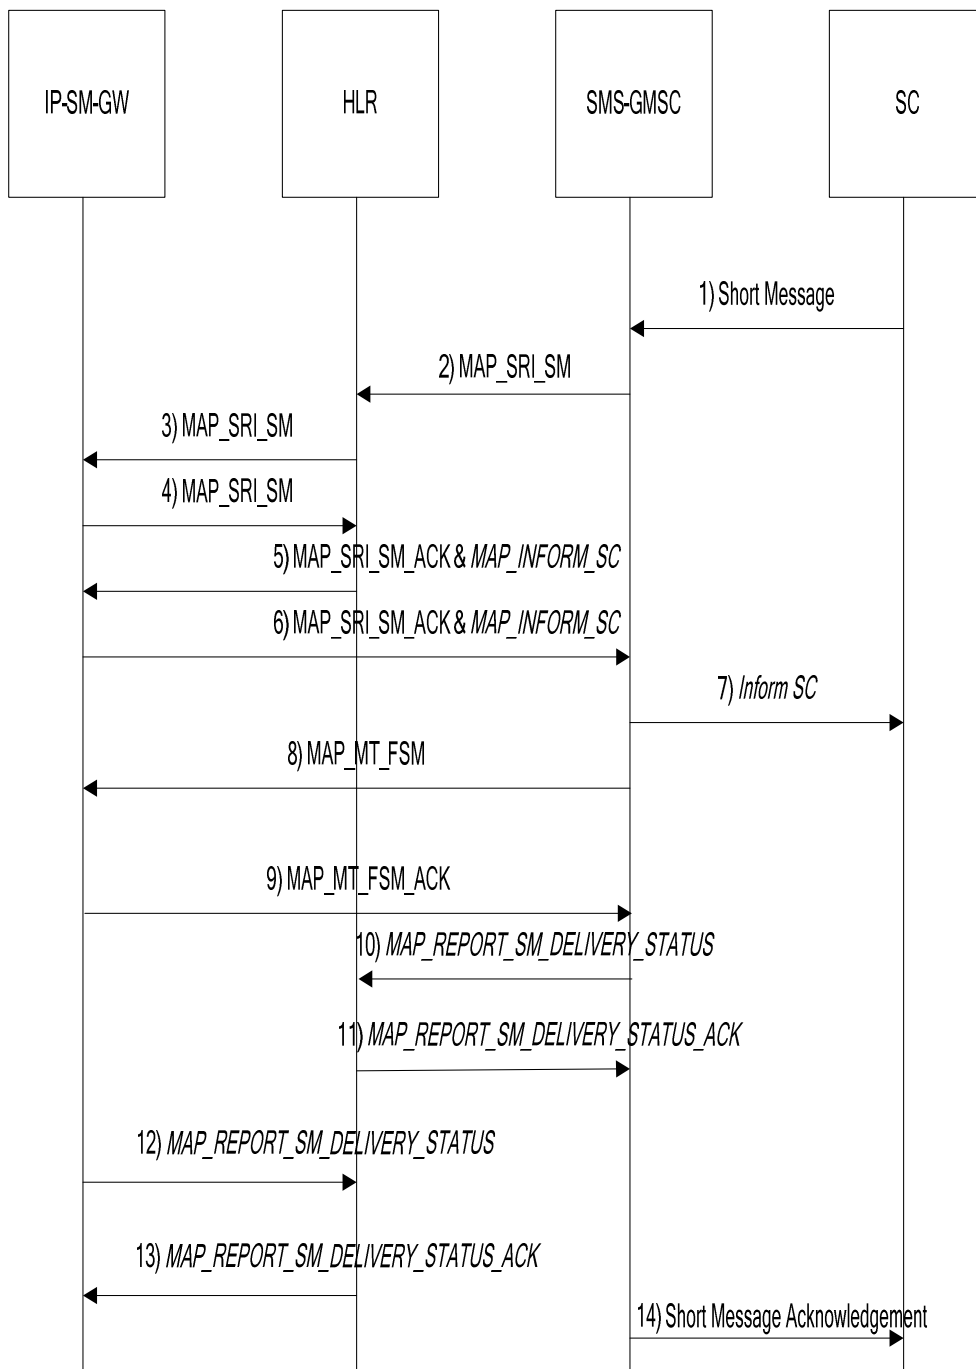 IP-SM-GW
HLR
SMS-GMSC
SC
1) Short Message
2) MAP_SRI_SM
3) MAP_SRI_SM
4) MAP_SRI_SM
5) MAP_SRI_SM_ACK & MAP_INFORM_SC
6) MAP_SRI_SM_ACK & MAP_INFORM_SC
7) Inform SC
8) MAP_MT_FSM
9) MAP_MT_FSM_ACK
10) MAP_REPORT_SM_DELIVERY_STATUS
11) MAP_REPORT_SM_DELIVERY_STATUS_ACK
12) MAP_REPORT_SM_DELIVERY_STATUS
13) MAP_REPORT_SM_DELIVERY_STATUS_ACK
14) Short Message Acknowledgement